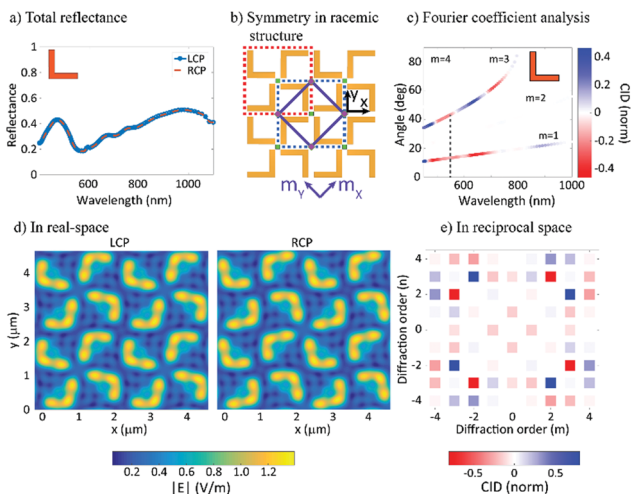 a) Total reflectance
1
0.8
0.6
0.4
0.2
0
Reflectance
LCP
RCP
600
800
1000
Wavelength (nm)
b) Symmetry in racemic
structure
y
x
mY
mX
c) Fourier coefficient analysis
80
60
40
20
0
Angle (deg)
m=4
m=3
m=2
m=1
600
800
1000
Wavelength (nm)
0.4
0.2
0
-0.2
-0.4
CID (norm)
d) In real-space
LCP
RCP
4
3
2
1
0
y (µm)
0
1
2
3
4
x (µm)
0
1
2
3
4
x (µm)
0.2 0.4 0.6 0.8 1.0 1.2
|E| (V/m)
e) In reciprocal space
4
2
0
-2
-4
Diffraction order (n)
-4
-2
0
2
4
Diffraction order (m)
-0.5
0
0.5
CID (norm)